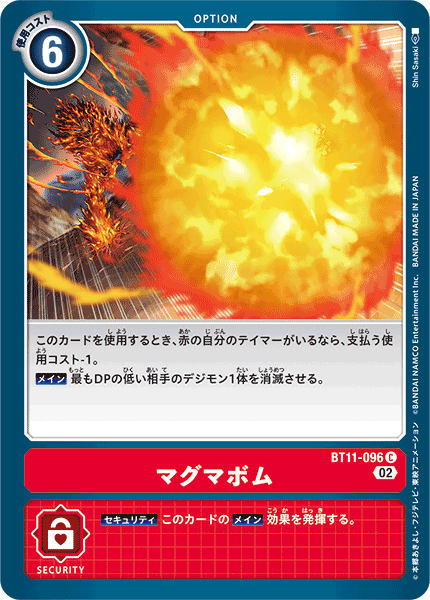 OPTION
使用コスト
6
Shin Sasaki
このカードを使用するとき、赤の自分のテイマーがいるなら、支払う使
用コスト-1。
メイン 最もDPの低い相手のデジモン1体を消滅させる。
BT11-096 C
マグマボム
02
セキュリティ このカードの メイン 効果を発揮する。
SECURITY
©本郷あきよし・フジテレビ・東映アニメーション ©BANDAI NAMCO Entertainment Inc. BANDAI MADE IN JAPAN